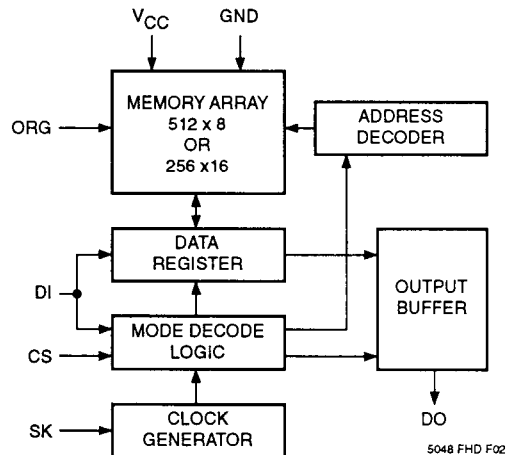 VCC
GND
MEMORY ARRAY
512 x 8
OR
256 x16
ORG
ADDRESS
DECODER
DATA
REGISTER
DI
OUTPUT
BUFFER
MODE DECODE
LOGIC
CS
CLOCK
GENERATOR
SK
DO
5048 FHD F02